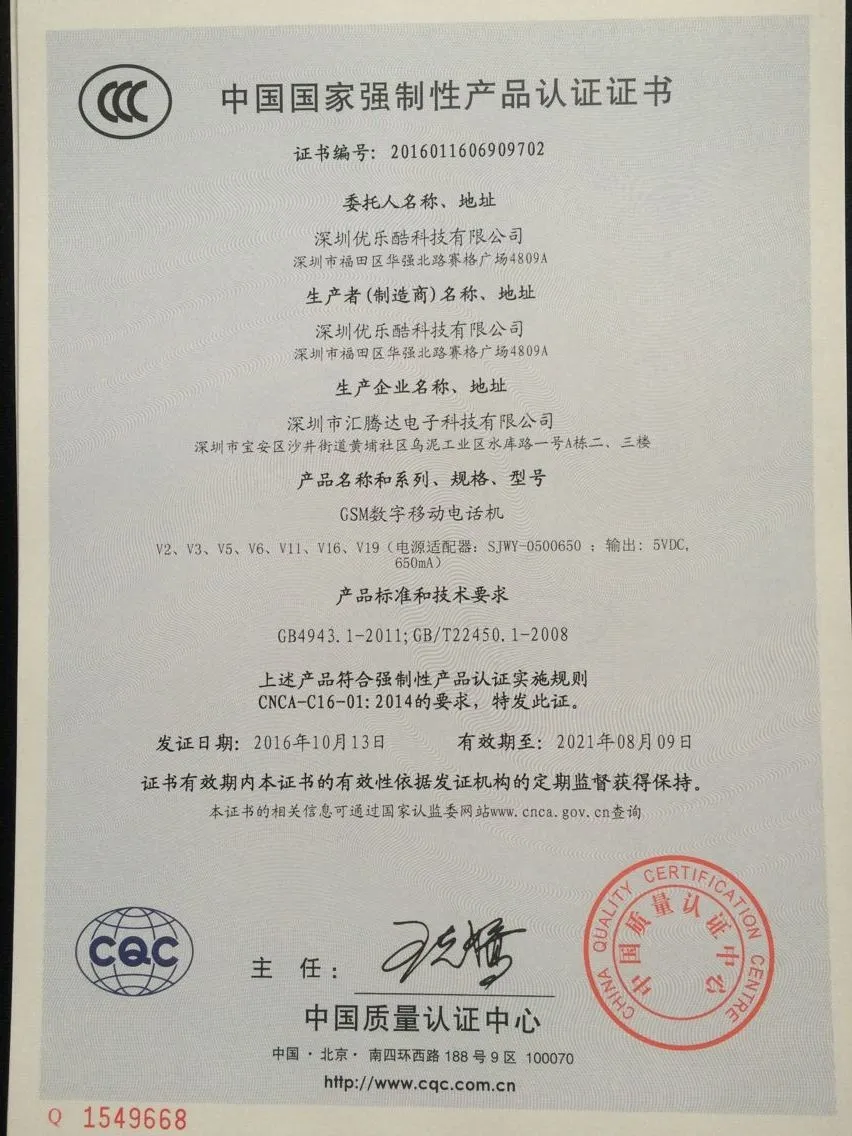 CCC
中国国家强制性产品认证证书
证书编号: 2016011606909702
委托人名称、地址
深圳优乐酷科技有限公司
深圳市福田区华强北路赛格广场4809A
生产者(制造商)名称、地址
深圳优乐酷科技有限公司
深圳市福田区华强北路赛格广场4809A
生产企业名称、地址
深圳市汇腾达电子科技有限公司
深圳市宝安区沙井街道黄埔社区乌泥工业区水库路一号A栋二、三楼
产品名称和系列、规格、型号
GSM数字移动电话机
V2、V3、V5、V6、V11、V16、V19（电源适配器: SJWY-0500650 ；输出: 5VDC,
650mA）
产品标准和技术要求
GB4943.1-2011;GB/T22450.1-2008
上述产品符合强制性产品认证实施规则
CNCA-C16-01:2014的要求，特发此证。
发证日期: 2016年10月13日 有效期至: 2021年08月09日
证书有效期内本证书的有效性依据发证机构的定期监督获得保持。
本证书的相关信息可通过国家认监委网站www.cnca.gov.cn查询
CHINA QUALITY CERTIFICATION CENTRE
中国质量认证中心
CQC
主 任:
中国质量认证中心
中国·北京·南四环西路188号9区 100070
http://www.cqc.com.cn
Q 1549668